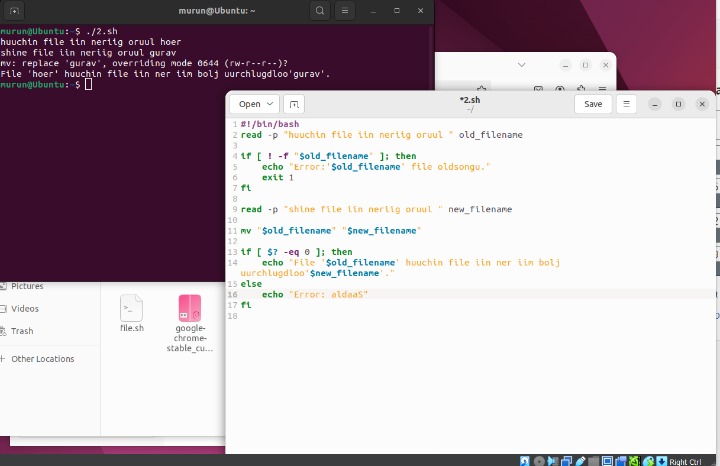 murun@Ubuntu: ~
murun@Ubuntu:~$ ./2.sh
huuchin file iin neriig oruul hoer
shine file iin neriig oruul gurav
mv: replace 'gurav', overriding mode 0644 (rw-r--r--)?
File 'hoer' huuchin file iin ner iim bolj uurchlugdloo'gurav'.
murun@Ubuntu:~$
Open
*2.sh
~/
Save
1 #!/bin/bash
2 read -p "huuchin file iin neriig oruul " old_filename
3
4 if [ ! -f "$old_filename" ]; then
5 echo "Error:'$old_filename' file oldsongu."
6 exit 1
7 fi
8
9 read -p "shine file iin neriig oruul " new_filename
10
11 mv "$old_filename" "$new_filename"
12
13 if [ $? -eq 0 ]; then
14 echo "File '$old_filename' huuchin file iin ner iim bolj
uurchlugdloo'$new_filename'."
15 else
16 echo "Error: aldaaS"
17 fi
18
Pictures
Videos
Trash
+ Other Locations
file.sh
google-
chrome-
stable_cu...
Right Ctrl